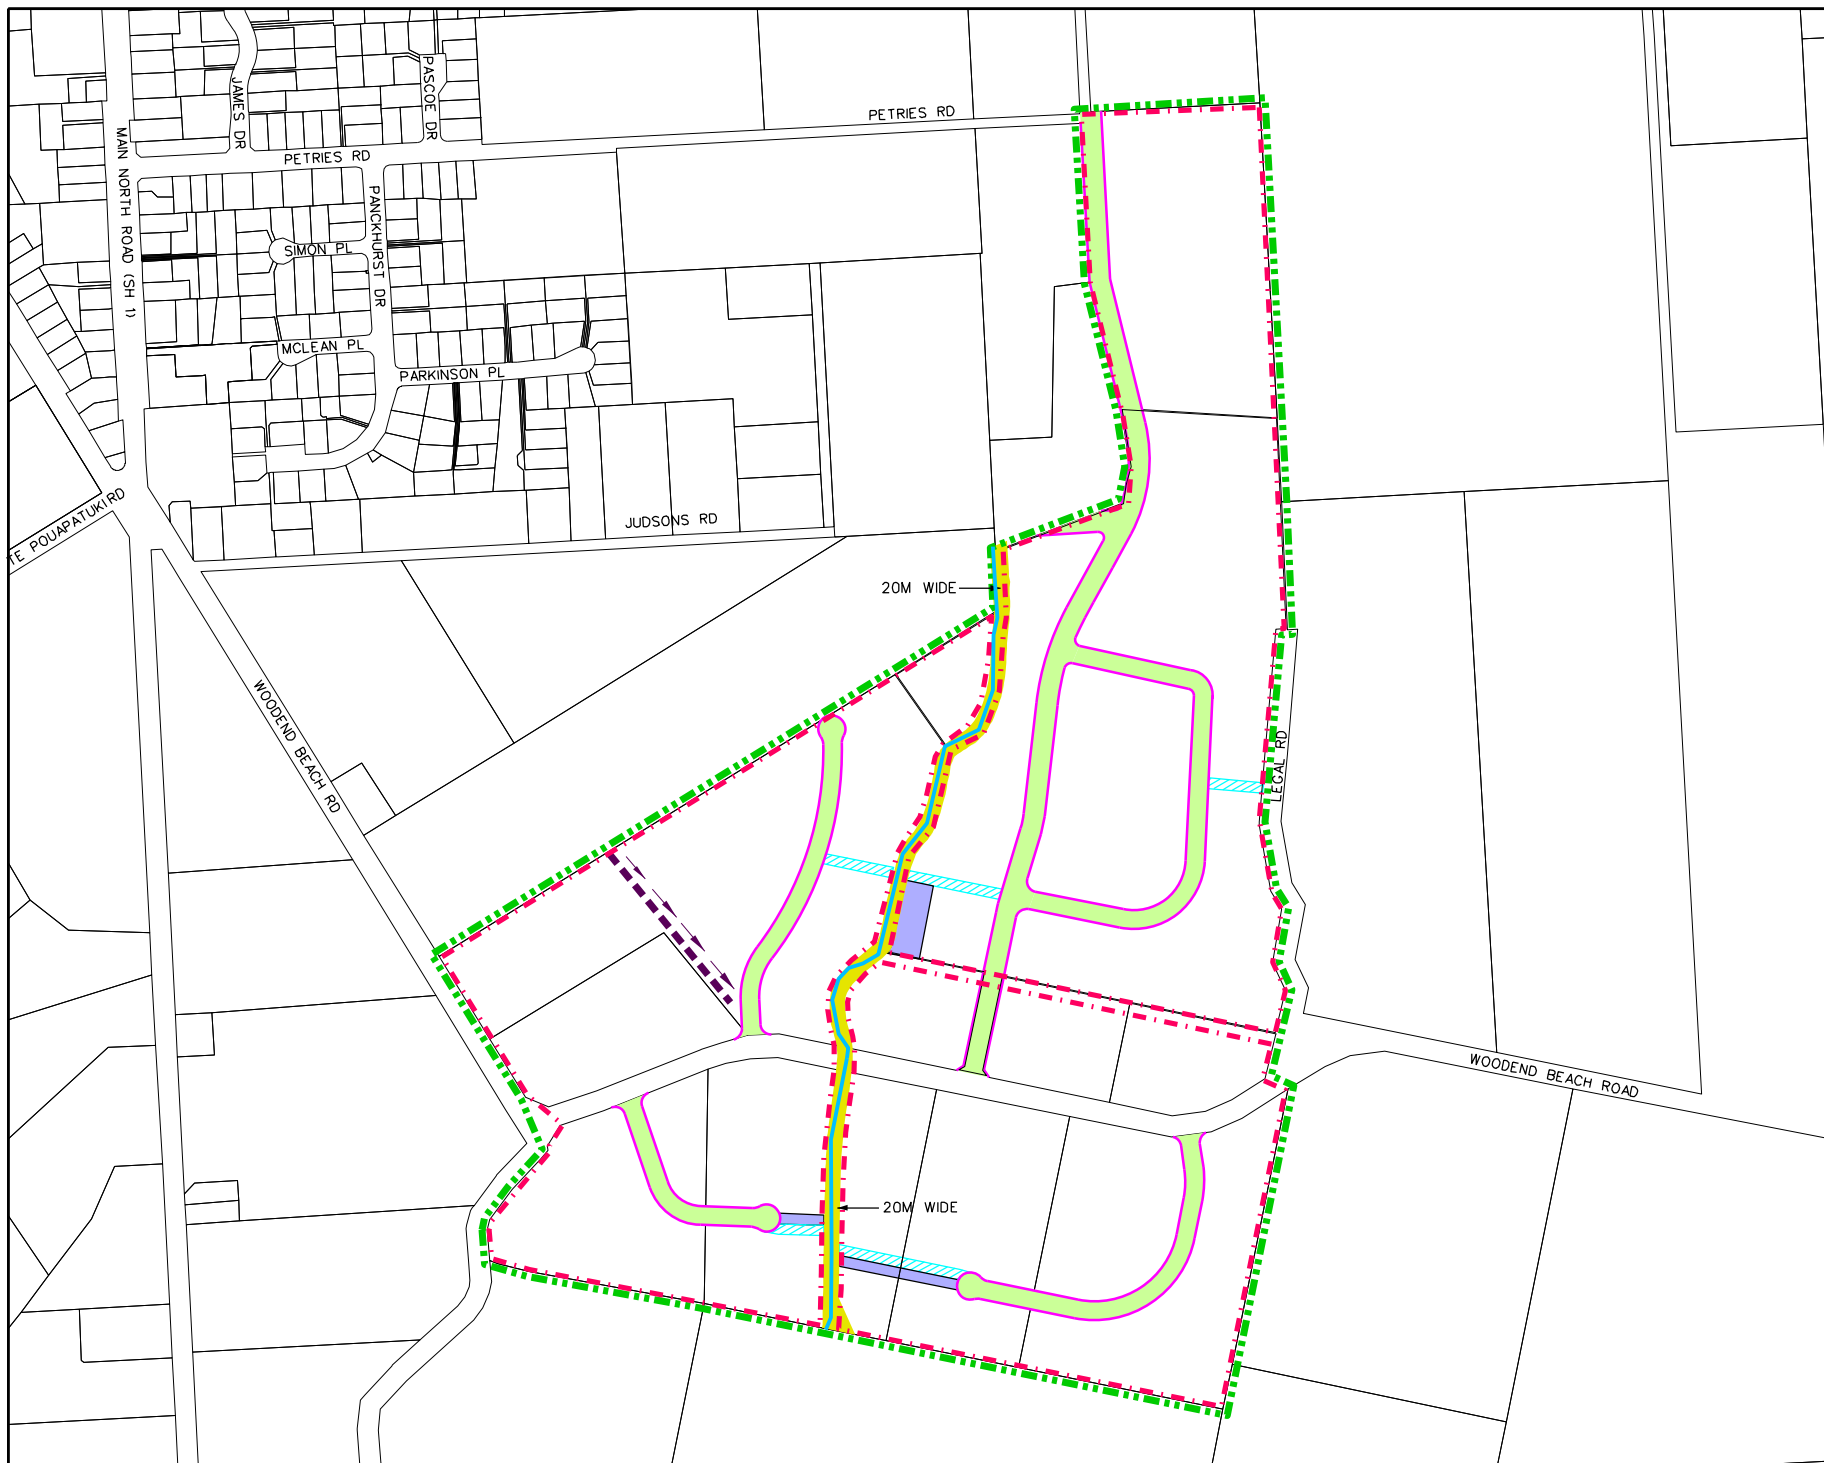 PASCOE DR
JAMES DR
PETRIES RD
PETRIES RD
MAIN NORTH ROAD (SH 1)
PANCKHURST DR
SIMON PL
MCLEAN PL
PARKINSON PL
TE POUAPATUKI RD
JUDSONS RD
20M WIDE
WOODEND BEACH RD
LEGAL RD
WOODEND BEACH ROAD
20M WIDE